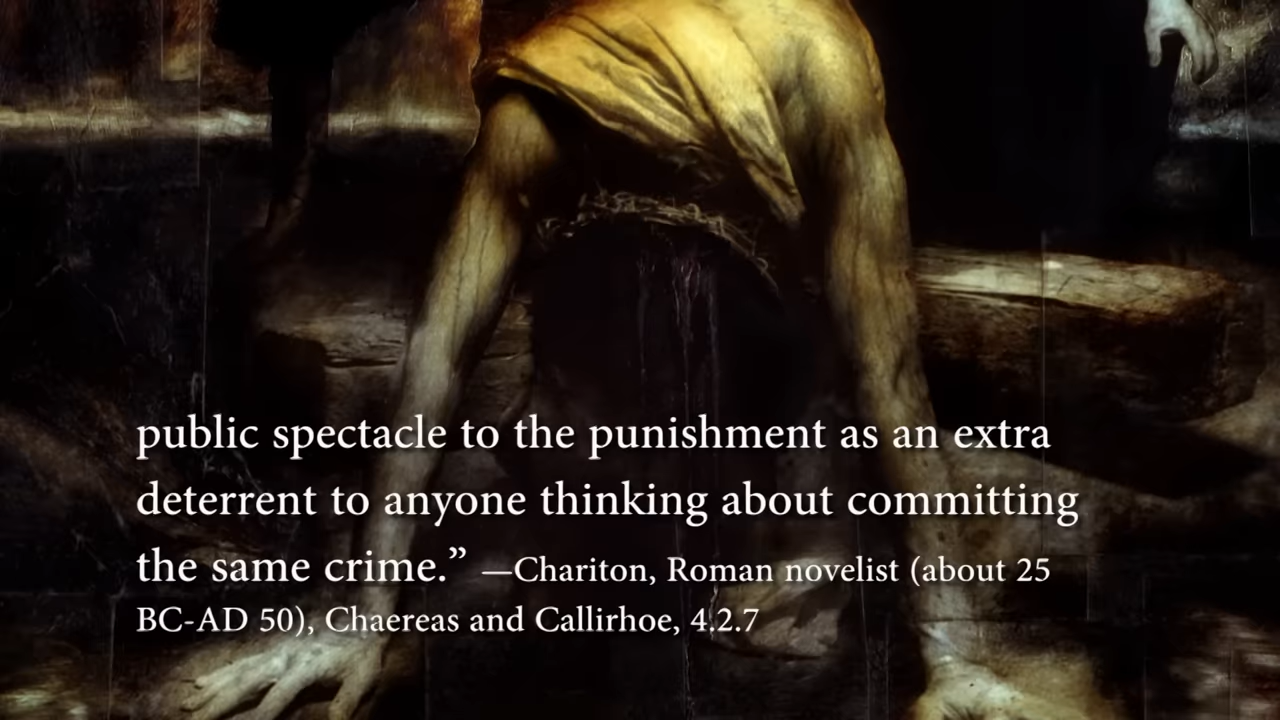 public spectacle to the punishment as an extra
deterrent to anyone thinking about committing
the same crime.” —Chariton, Roman novelist (about 25
BC-AD 50), Chaereas and Callirhoe, 4.2.7